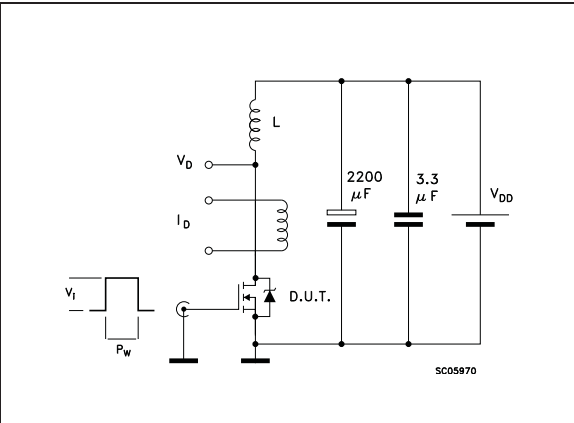 L
V_D
2200
μF
3.3
μF
V_DD
I_D
D.U.T.
V_i
P_W
SC05970